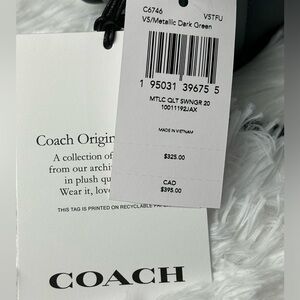 C6746 VSTFU
V5/Metallic Dark Green
1 95031 39675 5
MTLC QLT SWNGR 20
10011192JAX
MADE IN VIETNAM
$325.00
CAD
$395.00
Coach Origin
A collection of
from our archi
in plush qu
Wear it, lov
THIS TAG IS PRINTED ON RECYCLABLE
COACH